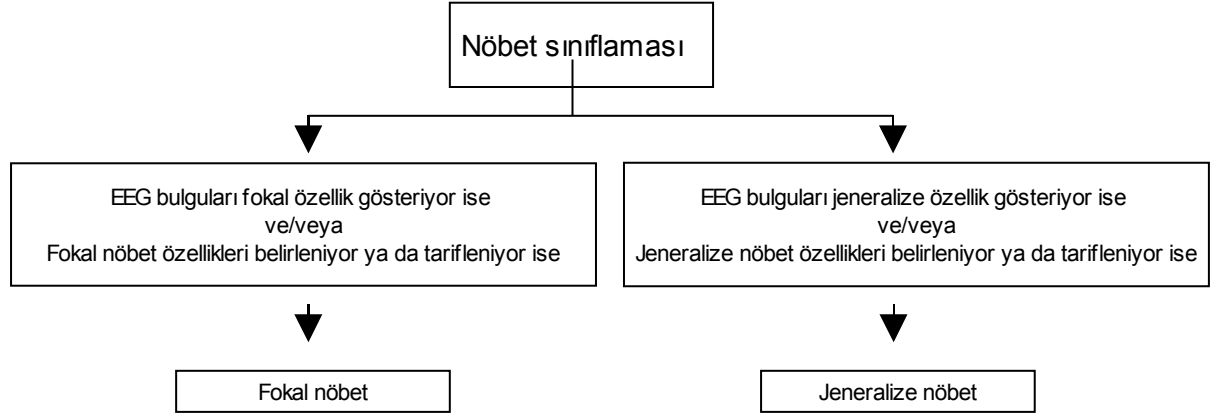 Nöbet sınıflaması
EEG bulguları fokal özellik gösteriyor ise
ve/veya
Fokal nöbet özellikleri belirleniyor ya da tarifleniyor ise
EEG bulguları jeneralize özellik gösteriyor ise
ve/veya
Jeneralize nöbet özellikleri belirleniyor ya da tarifleniyor ise
Fokal nöbet
Jeneralize nöbet